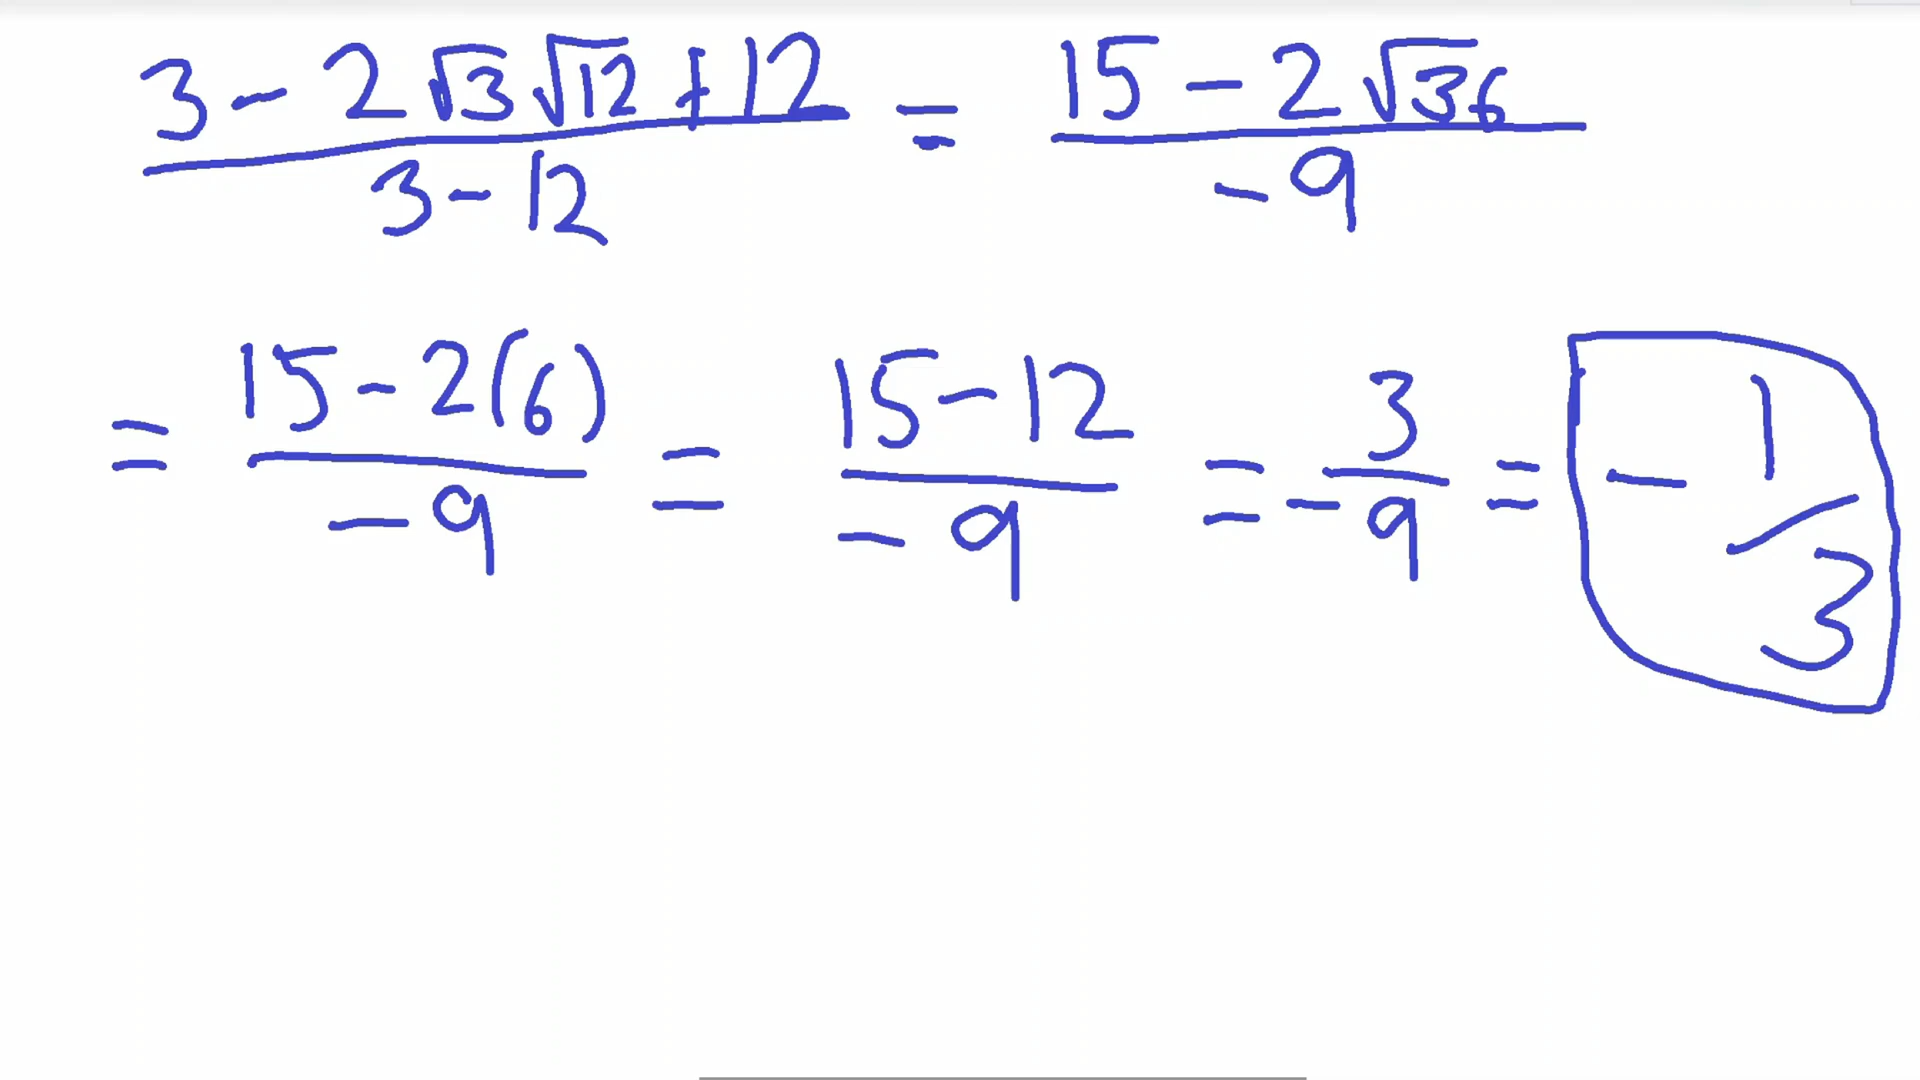 3 - 2√3√12 + 12 / 3 - 12 = 15 - 2√36 / -9
= 15 - 2(6) / -9 = 15 - 12 / -9 = 3 / -9 = -1/3